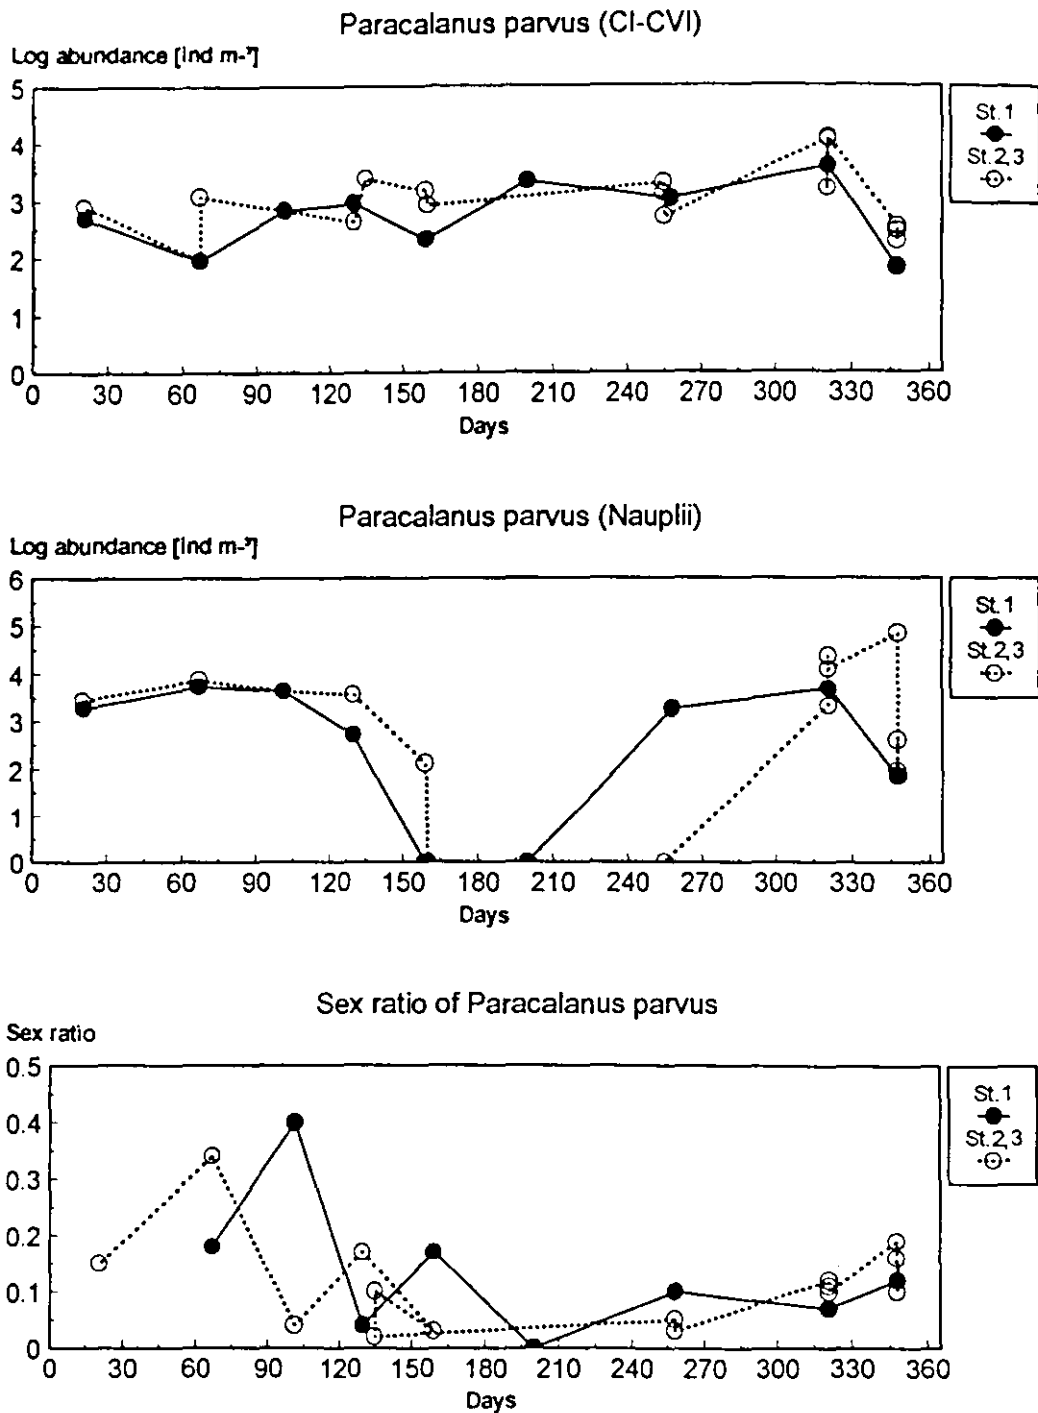 Paracalanus parvus (CI-CVI)
Log abundance [Ind m-³]
5
4
3
2
1
0
0 30 60 90 120 150 180 210 240 270 300 330 360
Days
St.1
St.2,3
Paracalanus parvus (Nauplii)
Log abundance [Ind m-³]
6
5
4
3
2
1
0
0 30 60 90 120 150 180 210 240 270 300 330 360
Days
St.1
St.2,3
Sex ratio of Paracalanus parvus
Sex ratio
0.5
0.4
0.3
0.2
0.1
0
0 30 60 90 120 150 180 210 240 270 300 330 360
Days
St.1
St.2,3